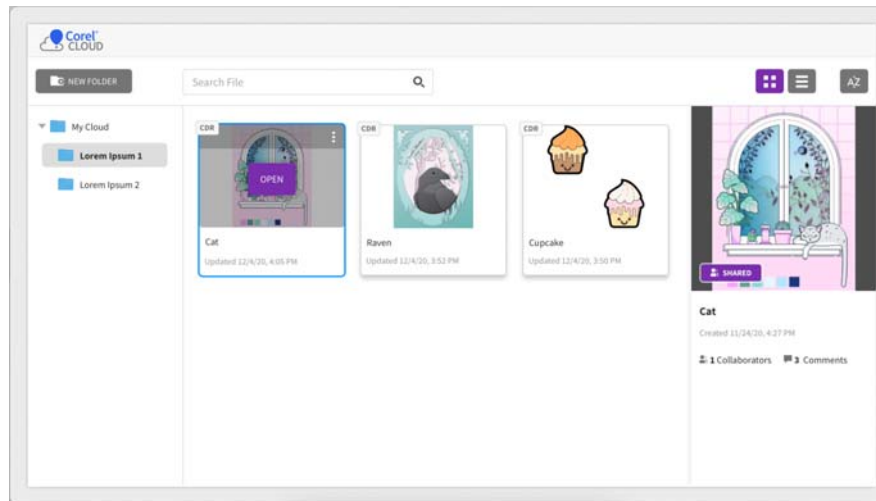 Corel®
CLOUD
NEW FOLDER
Search File
AZ
My Cloud
Lorem Ipsum 1
Lorem Ipsum 2
CDR
OPEN
Cat
Updated 12/4/20, 4:05 PM
CDR
Raven
Updated 12/4/20, 3:52 PM
CDR
Cupcake
Updated 12/4/20, 3:50 PM
SHARED
Cat
Created 11/24/20, 4:27 PM
1 Collaborators 3 Comments